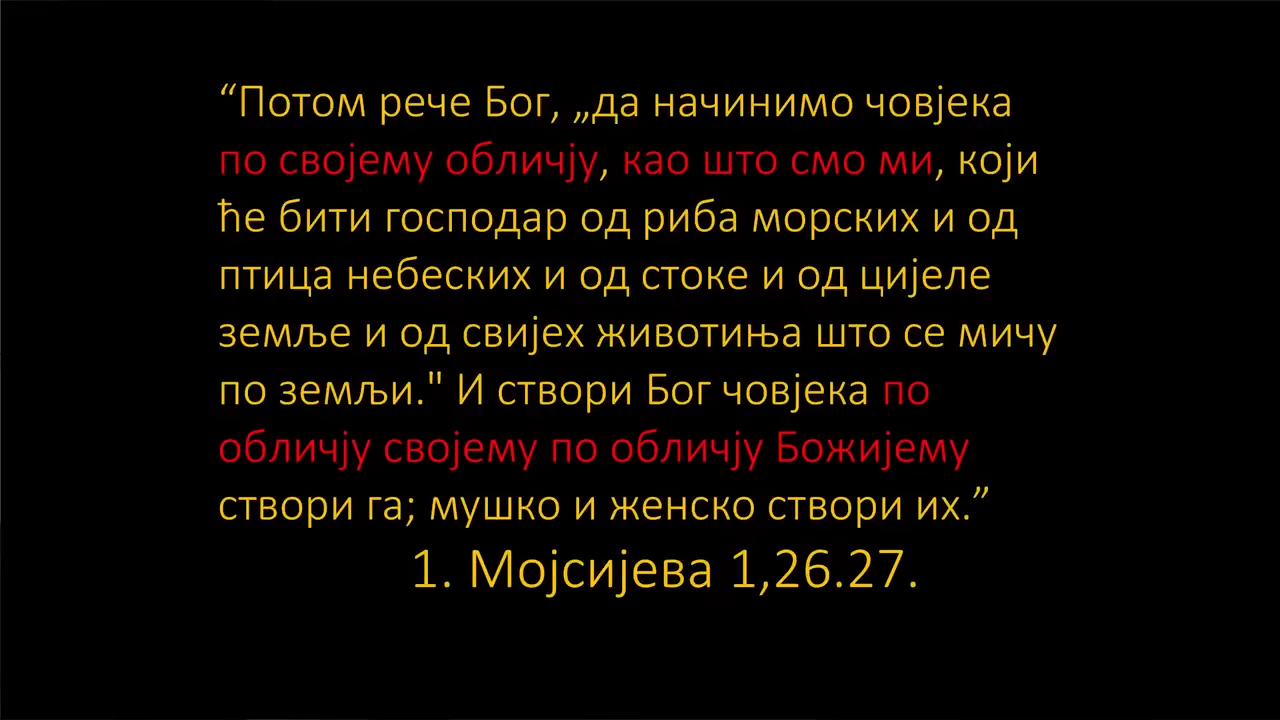 “Потом рече Бог, „да начинимо човјека
по својему обличју, као што смо ми, који
ће бити господар од риба морских и од
птица небеских и од стоке и од цијеле
земље и од свијех животиња што се мичу
по земљи." И створи Бог човјека по
обличју својему по обличју Божијему
створи га; мушко и женско створи их.”
1. Мојсијева 1,26.27.